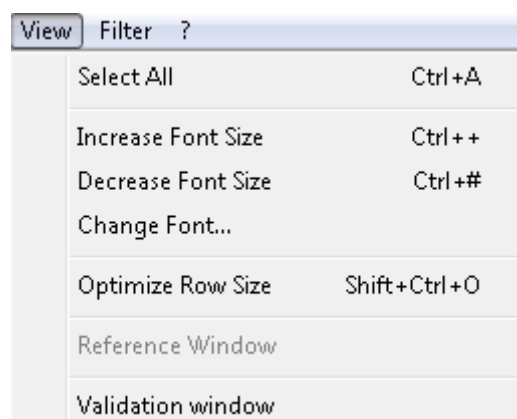 View Filter ?
Select All Ctrl+A
Increase Font Size Ctrl++
Decrease Font Size Ctrl+#
Change Font...
Optimize Row Size Shift+Ctrl+O
Reference Window
Validation window